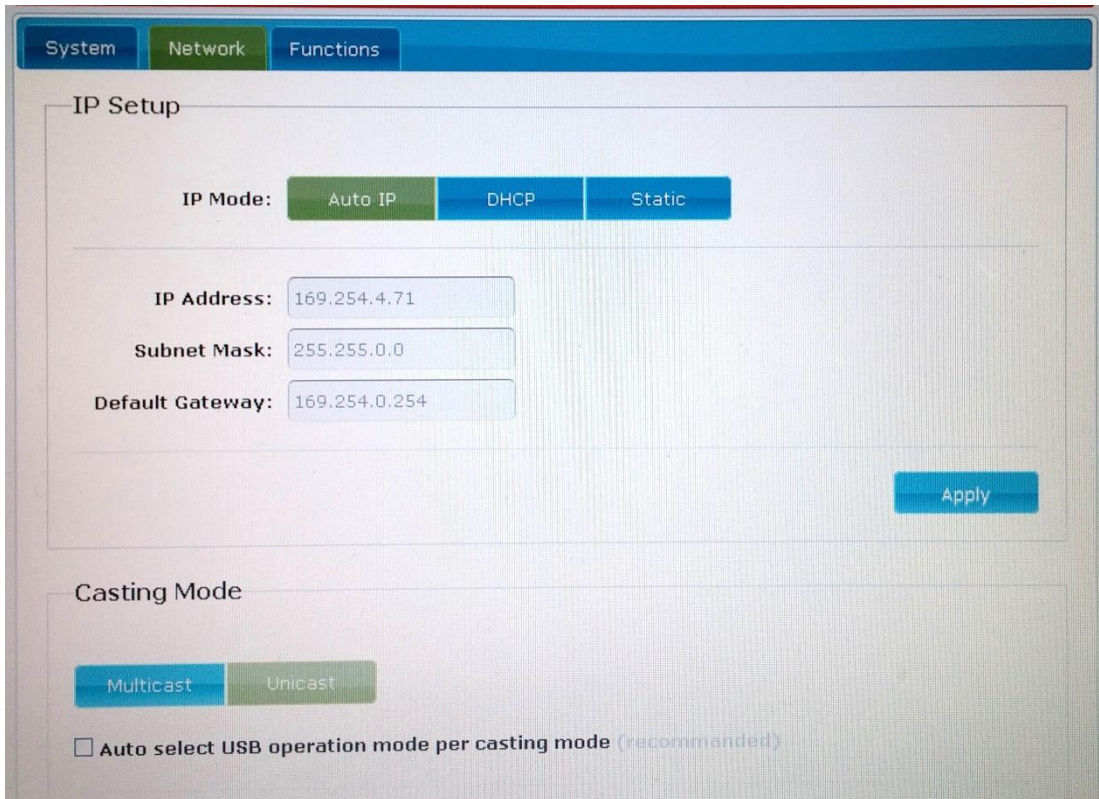 System Network Functions
IP Setup
IP Mode: Auto IP DHCP Static
IP Address: 169.254.4.71
Subnet Mask: 255.255.0.0
Default Gateway: 169.254.0.254
Apply
Casting Mode
Multicast Unicast
Auto select USB operation mode per casting mode (recommanded)